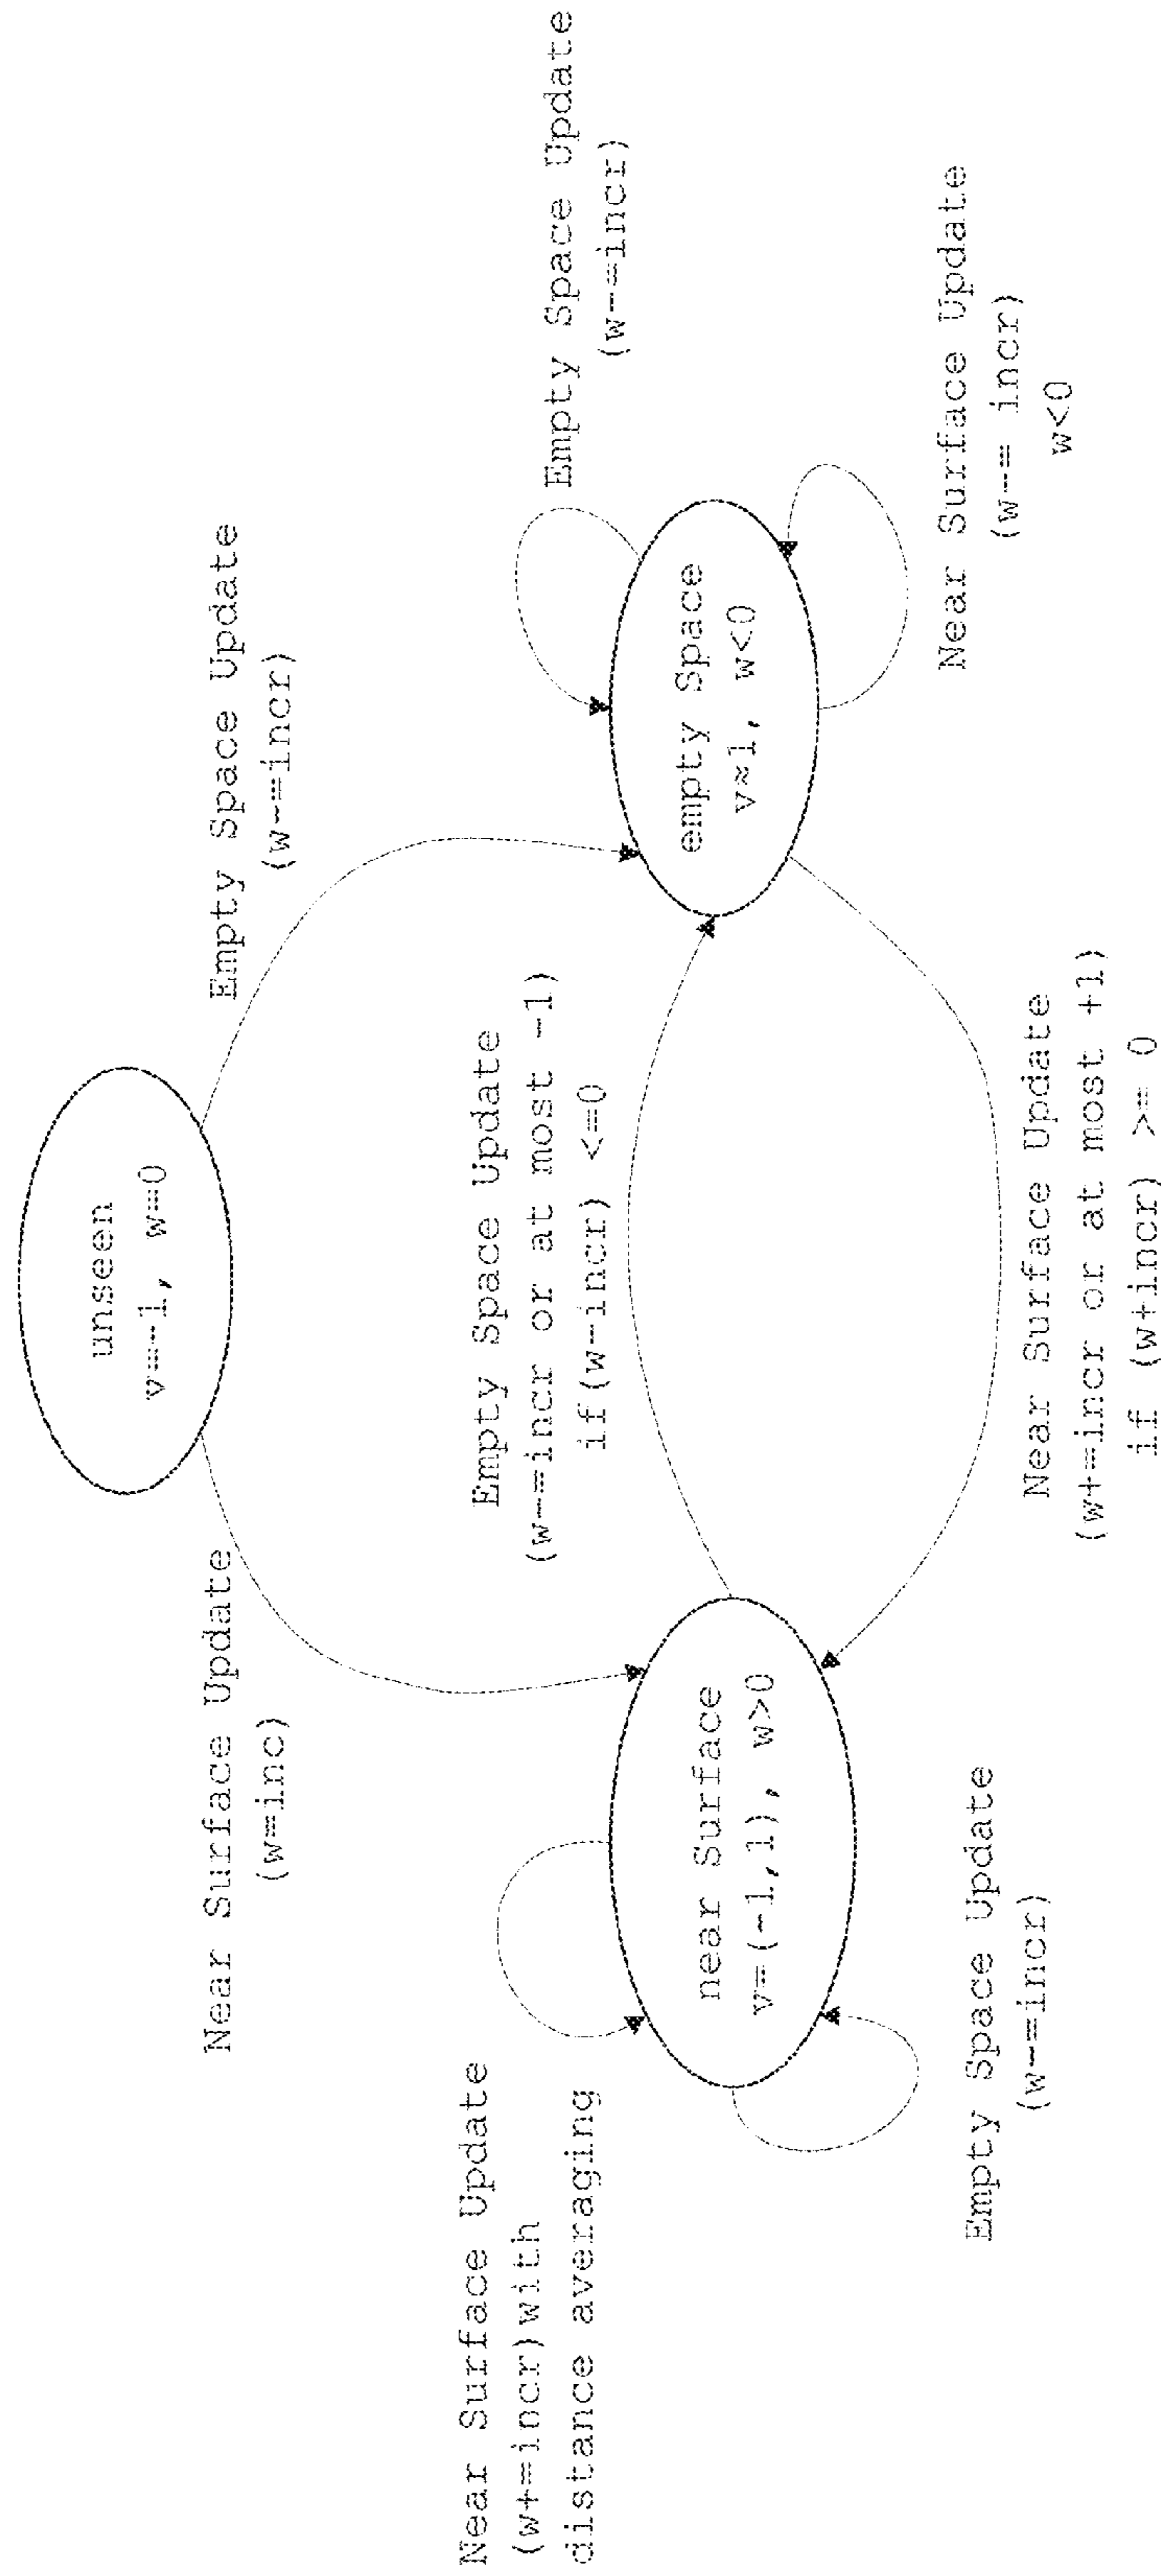 unseen
v=-1, w=0
Near Surface Update
(w=inc)
Empty Space Update
(w-=incr)
Near Surface Update
(w+=incr)with
distance averaging
Empty Space Update
(w-=incr or at most -1)
if(w-incr) <=0
Empty Space Update
(w-=incr)
near Surface
v=(-1,1), w>0
empty Space
v≈1, w<0
Empty Space Update
(w-=incr)
Near Surface Update
(w+=incr or at most +1)
if (w+incr) >= 0
Near Surface Update
(w-= incr)
w<0